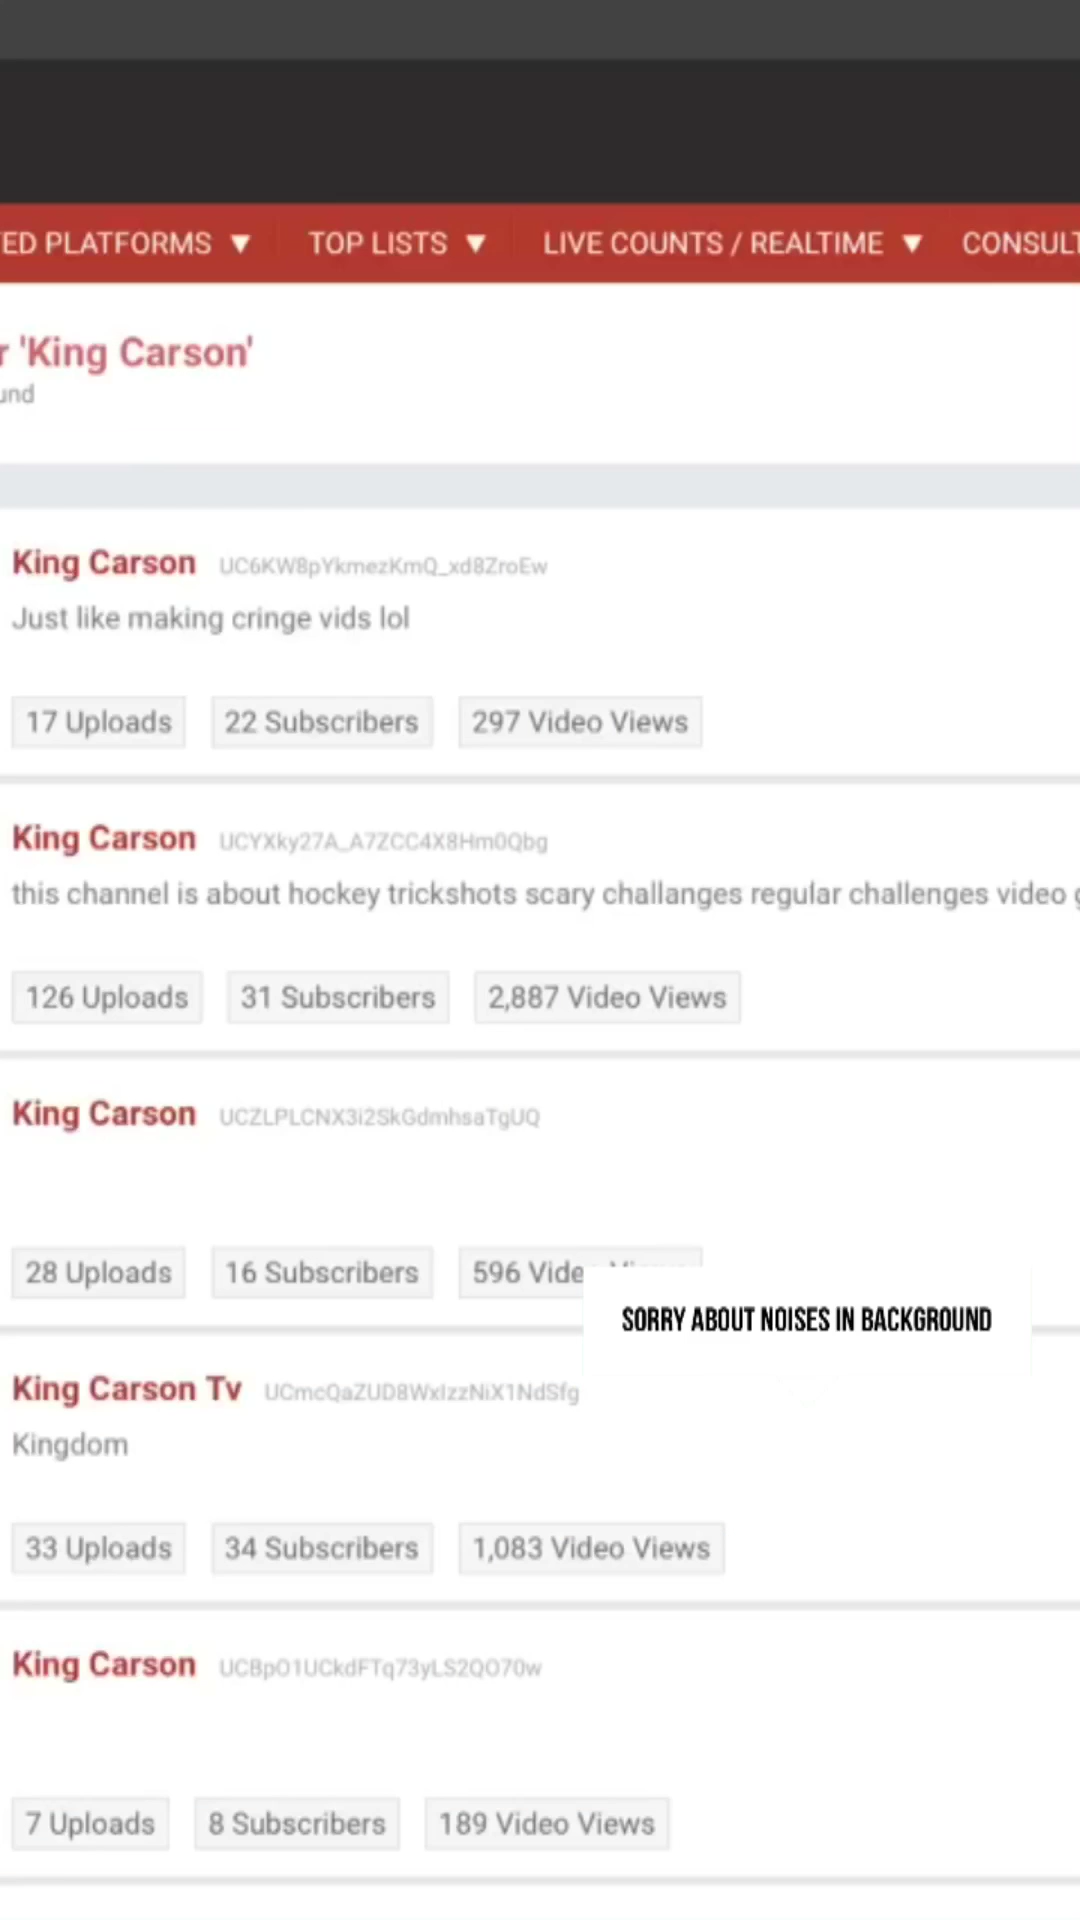 TED PLATFORMS ▼ TOP LISTS ▼ LIVE COUNTS / REALTIME ▼ CONSULT
r 'King Carson'
und
King Carson UC6KW8pYkmezKmQ_xd8ZroEw
Just like making cringe vids lol
17 Uploads 22 Subscribers 297 Video Views
King Carson UCYXky27A_A7ZCC4X8Hm0Qbg
this channel is about hockey trickshots scary challanges regular challenges video g
126 Uploads 31 Subscribers 2,887 Video Views
King Carson UCZLPLCNX3i2SkGdmhsaTgUQ
28 Uploads 16 Subscribers 596 Video Views
SORRY ABOUT NOISES IN BACKGROUND
King Carson Tv UCmcQaZUD8WxIzzNiX1NdSfg
Kingdom
33 Uploads 34 Subscribers 1,083 Video Views
King Carson UCBpO1UCkdFTq73yLS2QO70w
7 Uploads 8 Subscribers 189 Video Views